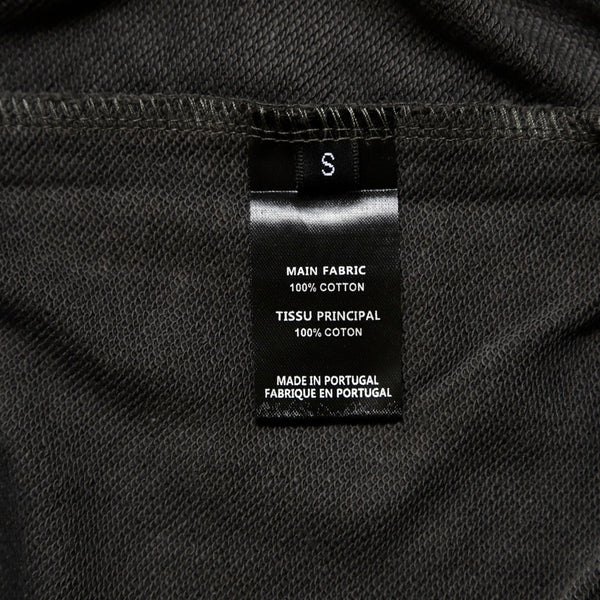 S
MAIN FABRIC
100% COTTON
TISSU PRINCIPAL
100% COTON
MADE IN PORTUGAL
FABRIQUE EN PORTUGAL